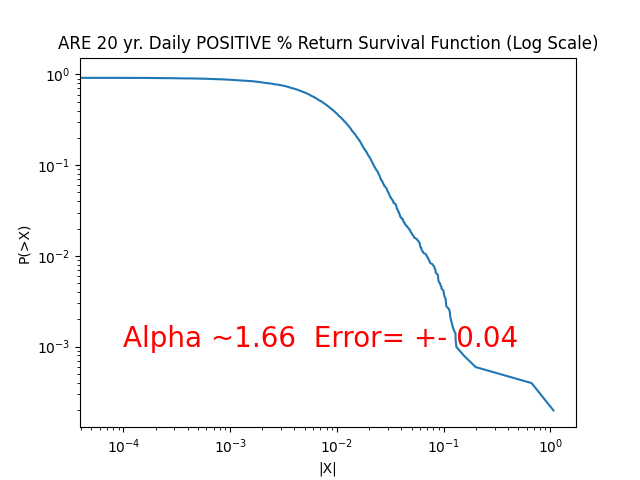 ARE 20 yr. Daily POSITIVE % Return Survival Function (Log Scale)
P(>X)
10^0
10^-1
10^-2
10^-3
Alpha ~1.66  Error= +- 0.04
10^-4 10^-3 10^-2 10^-1 10^0
|X|